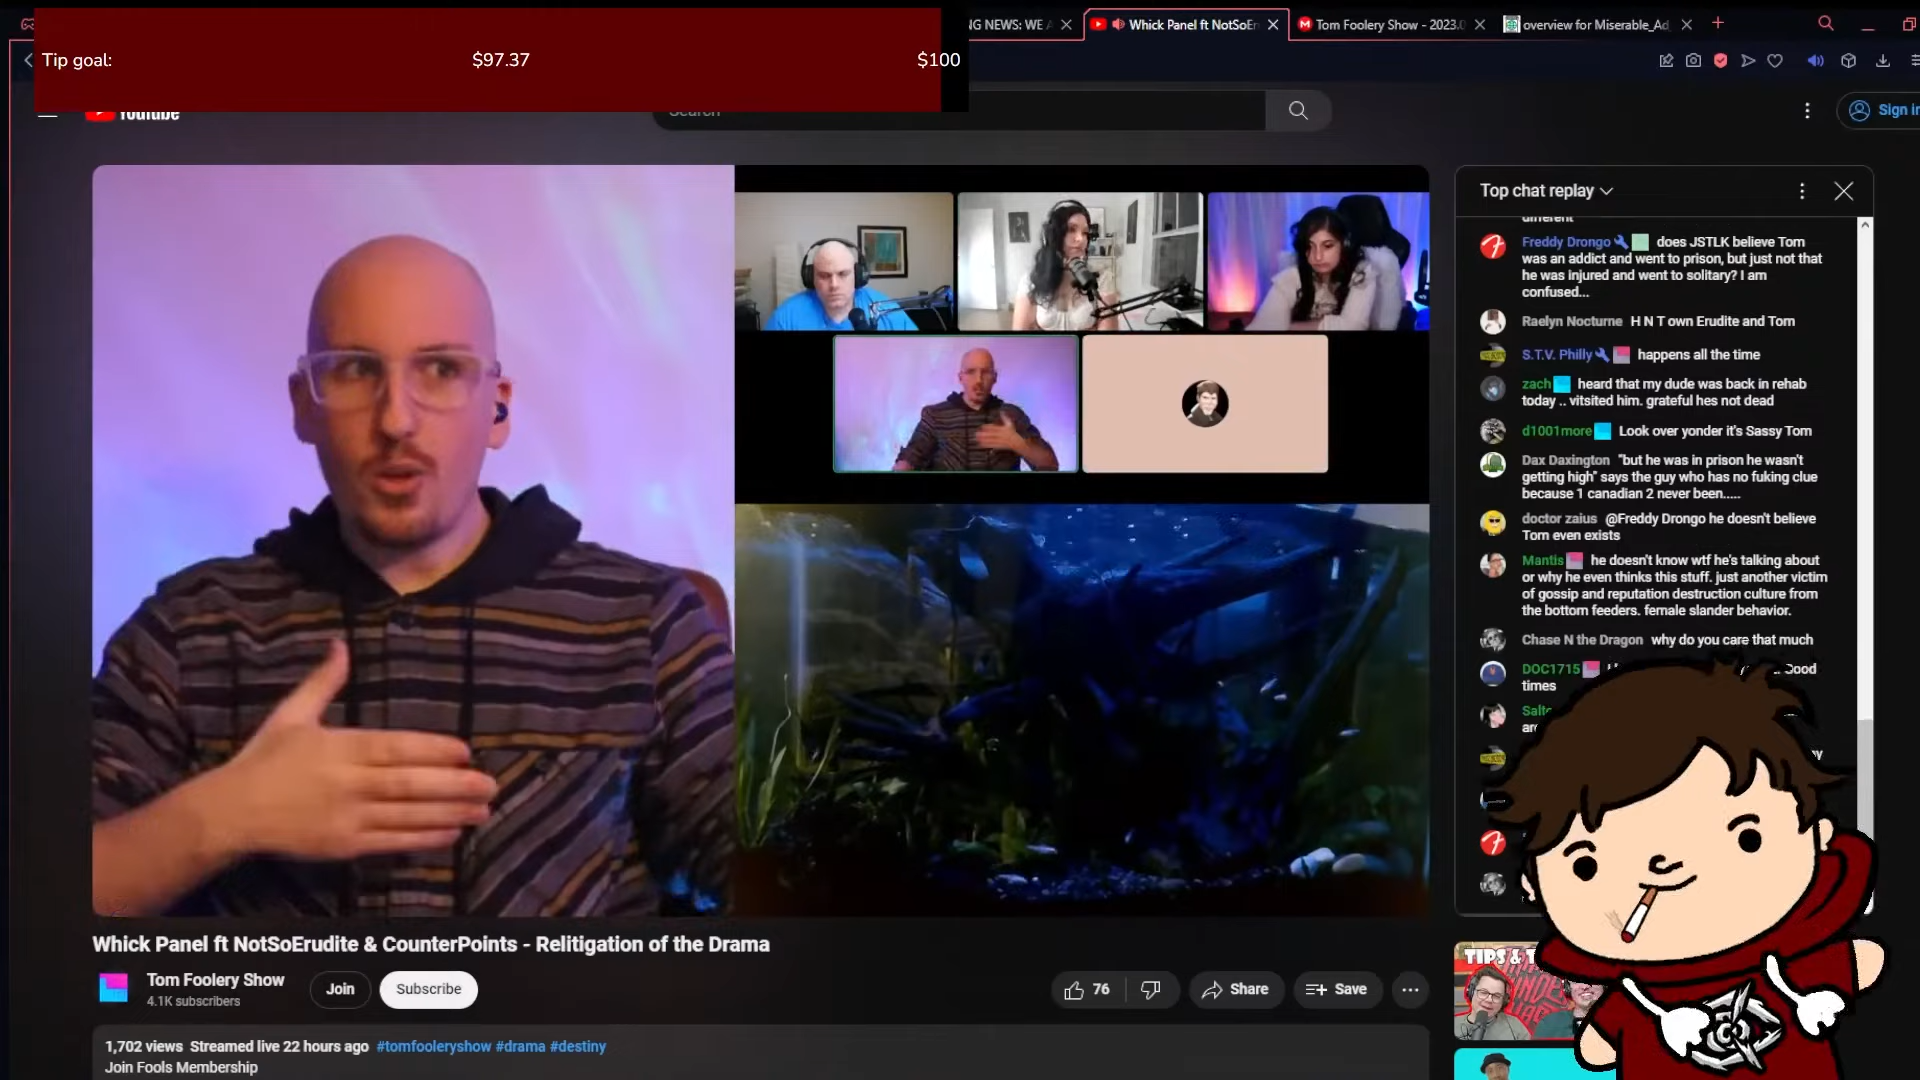 NG NEWS: WE A
Whick Panel ft NotSoEr
Tom Foolery Show - 2023.0
overview for Miserable_Ad
Tip goal:
$97.37
$100
YouTube
Search
Sign in
Top chat replay
different
Freddy Drongo does JSTLK believe Tom
was an addict and went to prison, but just not that
he was injured and went to solitary? I am
confused...
Raelyn Nocturne H N T own Erudite and Tom
S.T.V. Philly happens all the time
zach heard that my dude was back in rehab
today .. vitsited him. grateful hes not dead
d1001more Look over yonder it's Sassy Tom
Dax Daxington "but he was in prison he wasn't
getting high" says the guy who has no fuking clue
because 1 canadian 2 never been.....
doctor zaius @Freddy Drongo he doesn't believe
Tom even exists
Mantis he doesn't know wtf he's talking about
or why he even thinks this stuff. just another victim
of gossip and reputation destruction culture from
the bottom feeders. female slander behavior.
Chase N the Dragon why do you care that much
DOC1715 Good
times
Salt
Whick Panel ft NotSoErudite & CounterPoints - Relitigation of the Drama
Tom Foolery Show
4.1K subscribers
Join
Subscribe
76
Share
Save
1,702 views Streamed live 22 hours ago #tomfooleryshow #drama #destiny
Join Fools Membership
TIPS & T